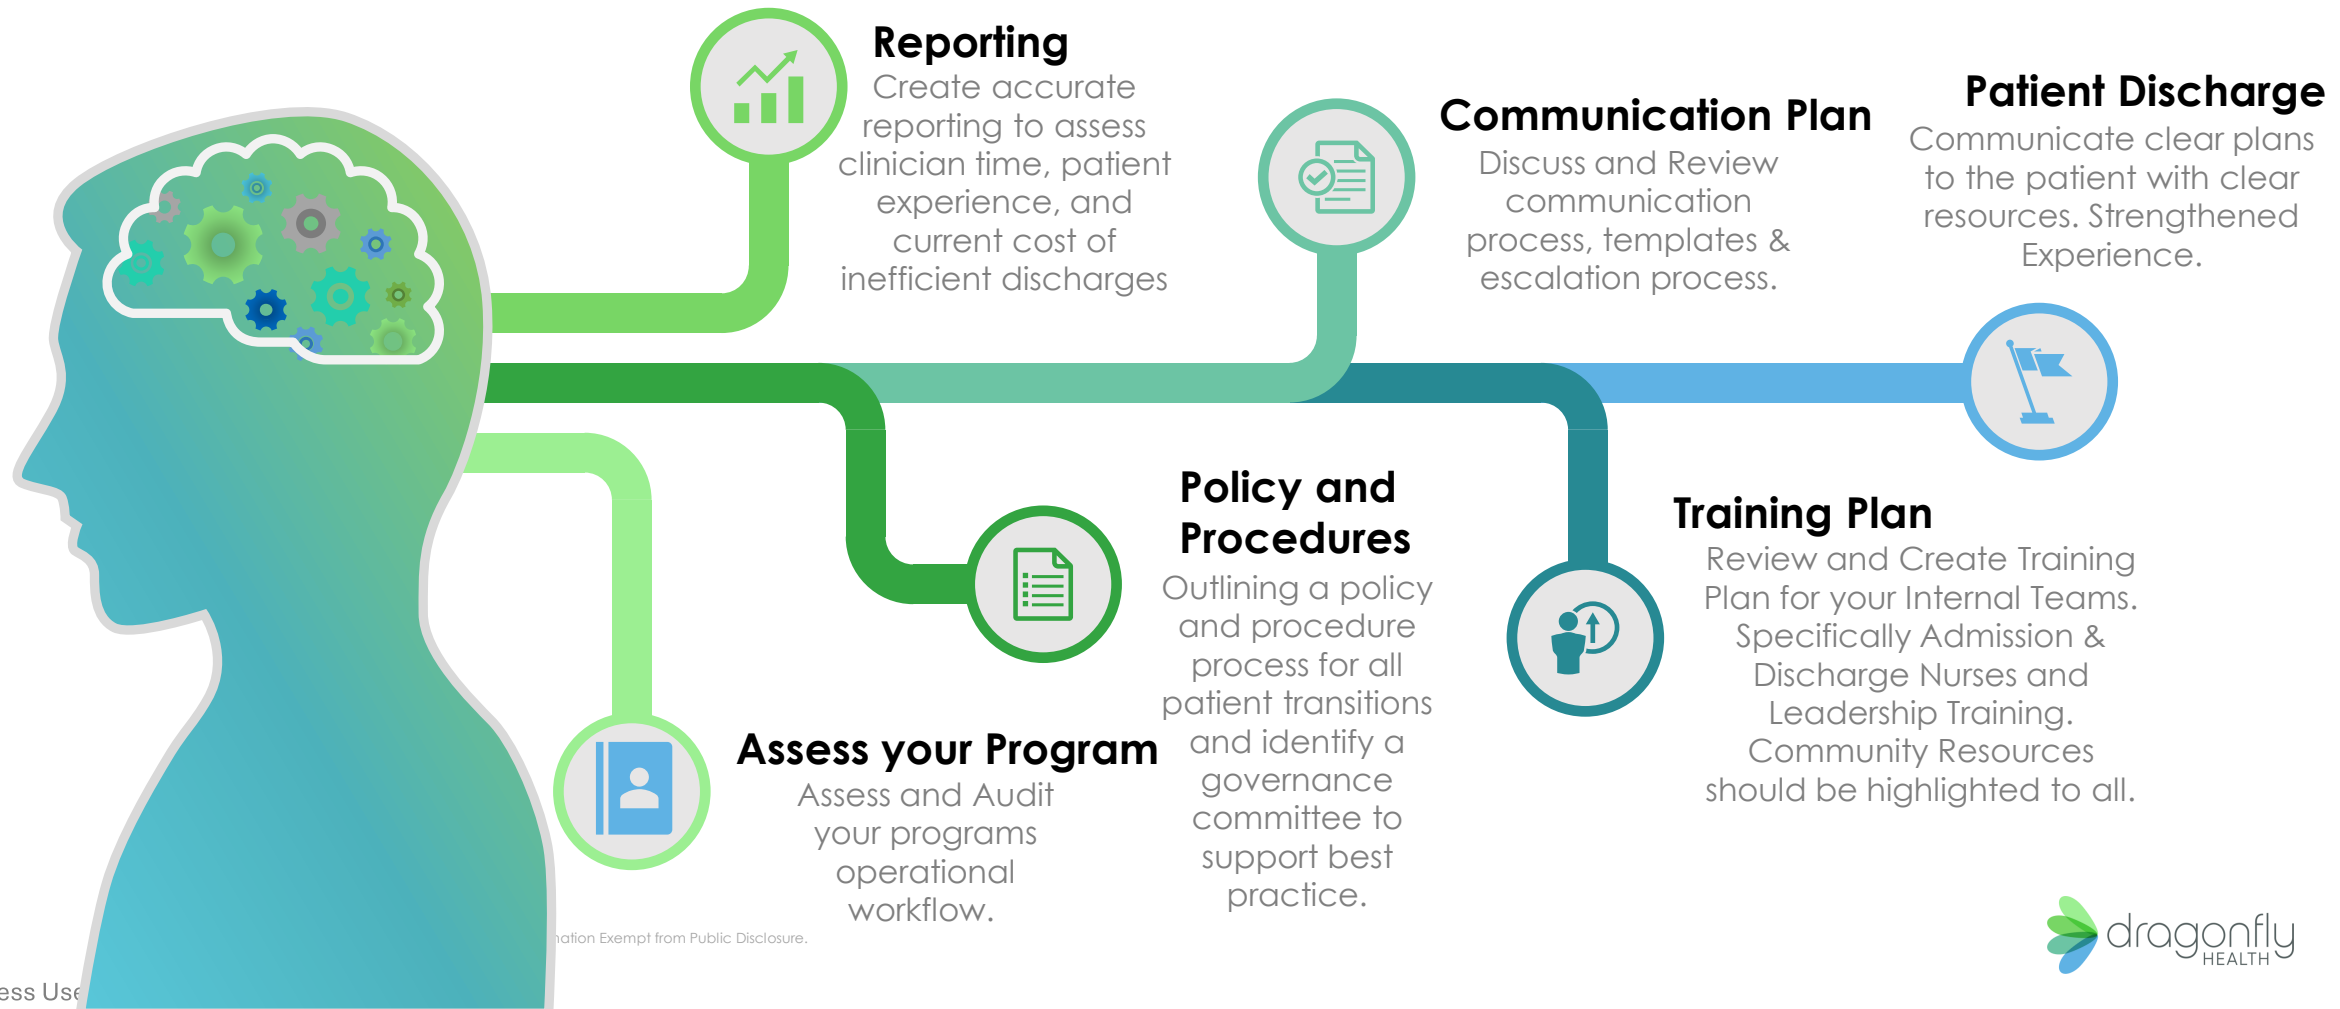 Reporting
Create accurate
reporting to assess
clinician time, patient
experience, and
current cost of
inefficient discharges
Communication Plan
Discuss and Review
communication
process, templates &
escalation process.
Patient Discharge
Communicate clear plans
to the patient with clear
resources. Strengthened
Experience.
Policy and
Procedures
Outlining a policy
and procedure
process for all
patient transitions
and identify a
governance
committee to
support best
practice.
Training Plan
Review and Create Training
Plan for your Internal Teams.
Specifically Admission &
Discharge Nurses and
Leadership Training.
Community Resources
should be highlighted to all.
Assess your Program
Assess and Audit
your programs
operational
workflow.
Exempt from Public Disclosure.
dragonfly
HEALTH